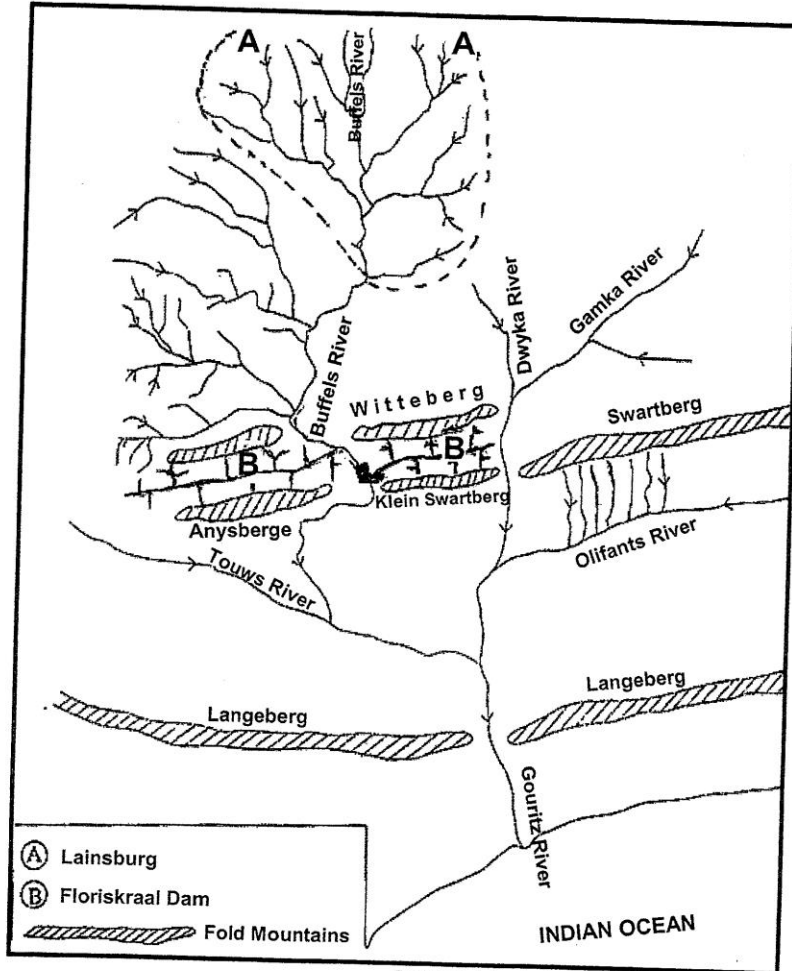 A
A
Buffels River
Dwyka River
Gamka River
Buffels River
Witteberg
Swartberg
B
B
Klein Swartberg
Anysberge
Olifants River
Touws River
Langeberg
Langeberg
Gouritz River
A Lainsburg
B Floriskraal Dam
Fold Mountains
INDIAN OCEAN